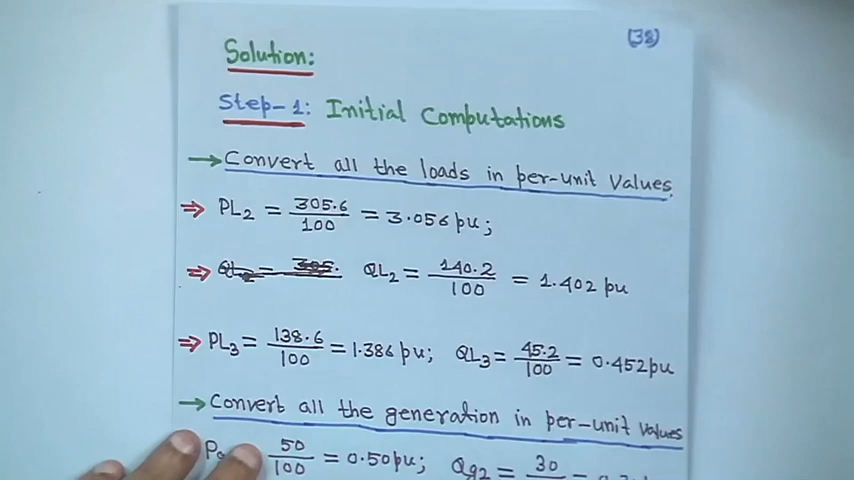 (38)
Solution:
Step-1: Initial Computations
→ Convert all the loads in per-unit values.
⇒ PL2 = 305.6/100 = 3.056 pu;
⇒ QL2 = 140.2/100 = 1.402 pu
⇒ PL3 = 138.6/100 = 1.386 pu; QL3 = 45.2/100 = 0.452 pu
→ Convert all the generation in per-unit values
50/100 = 0.50 pu; Qg2 = 30